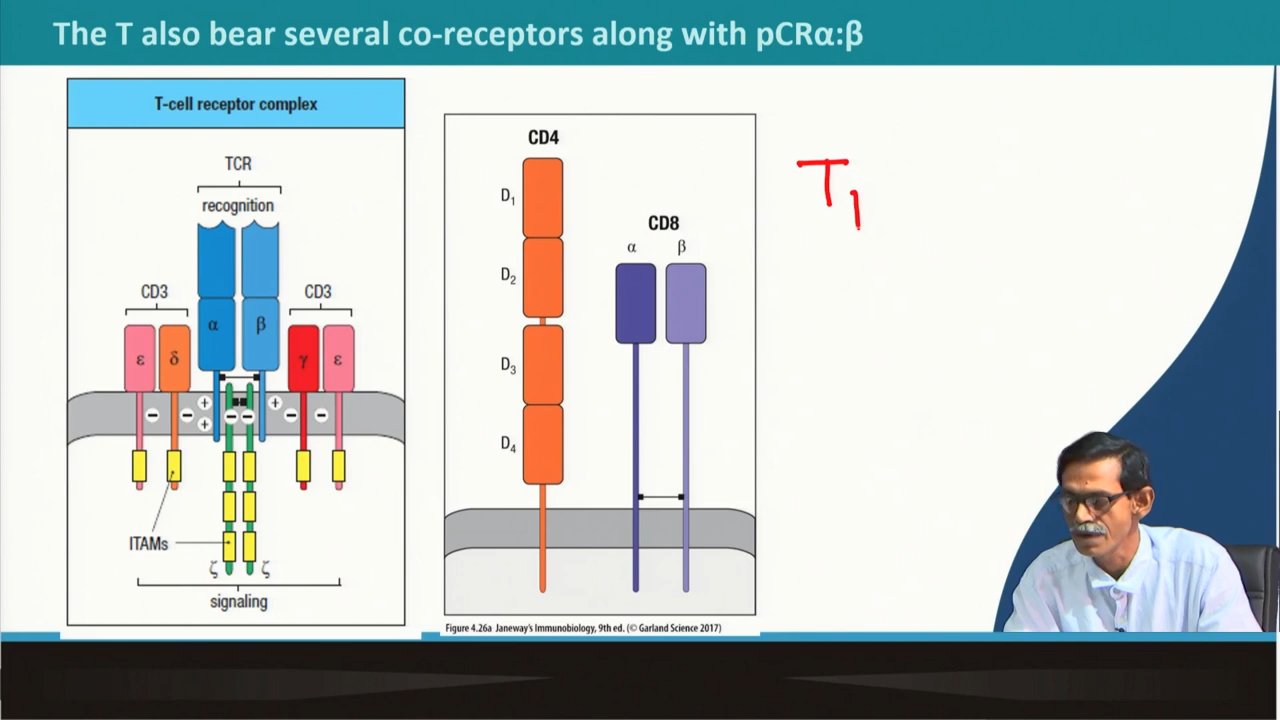 The T also bear several co-receptors along with pCRα:β
T-cell receptor complex
TCR
recognition
CD3
CD3
α
β
ε
δ
γ
ε
+
+
+
−
−
−
−
−
−
ITAMs
ζ
ζ
signaling
CD4
D1
D2
D3
D4
CD8
α
β
Figure 4.26a Janeway's Immunobiology, 9th ed. (© Garland Science 2017)
T1